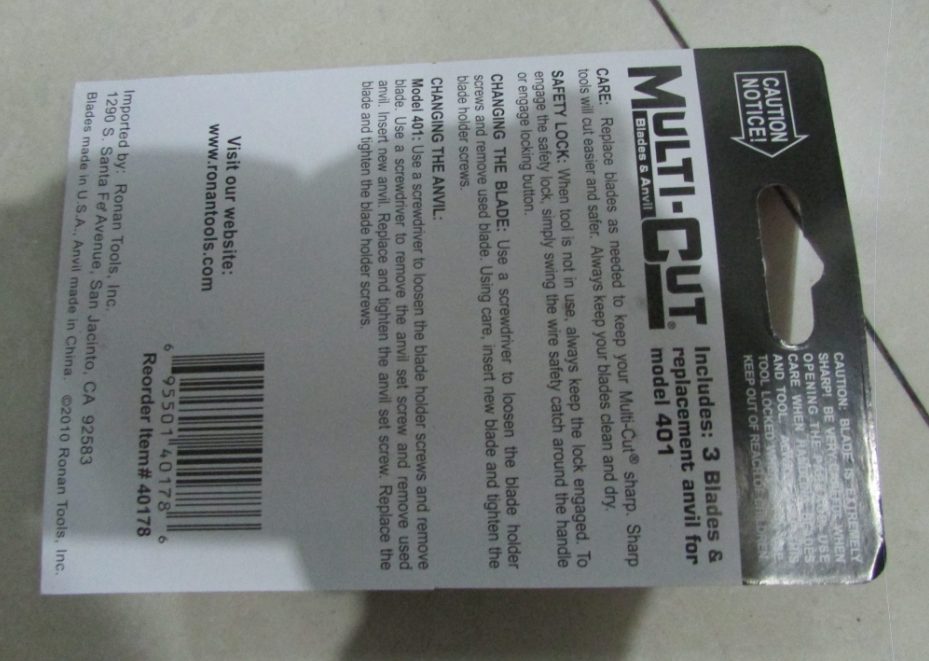 CAUTION
NOTICE!
CAUTION: BLADE IS EXTREMELY
SHARP! BE VERY CAREFUL WHEN
OPENING THE PACKAGE. USE
CARE WHEN HANDLING BLADES
AND TOOL. ALWAYS
TOOL LOCKED
KEEP OUT OF REACH OF CHILDREN
MULTI-CUT®
Blades & Anvil
Includes: 3 Blades &
replacement anvil for
model 401
CARE: Replace blades as needed to keep your Multi-Cut® sharp. Sharp
tools will cut easier and safer. Always keep your blades clean and dry.
SAFETY LOCK: When tool is not in use, always keep the lock engaged. To
engage the safety lock, simply swing the wire safety catch around the handle
or engage locking button.
CHANGING THE BLADE: Use a screwdriver to loosen the blade holder
screws and remove used blade. Using care, insert new blade and tighten the
blade holder screws.
CHANGING THE ANVIL:
Model 401: Use a screwdriver to loosen the blade holder screws and remove
blade. Use a screwdriver to remove the anvil set screw and remove used
anvil. Insert new anvil. Replace and tighten the anvil set screw. Replace the
blade and tighten the blade holder screws.
Visit our website:
www.ronantools.com
6 95501 40178 6
Reorder Item# 40178
Imported by: Ronan Tools, Inc.
1290 S. Santa Fe Avenue, San Jacinto, CA 92583
Blades made in U.S.A., Anvil made in China. ©2010 Ronan Tools, Inc.